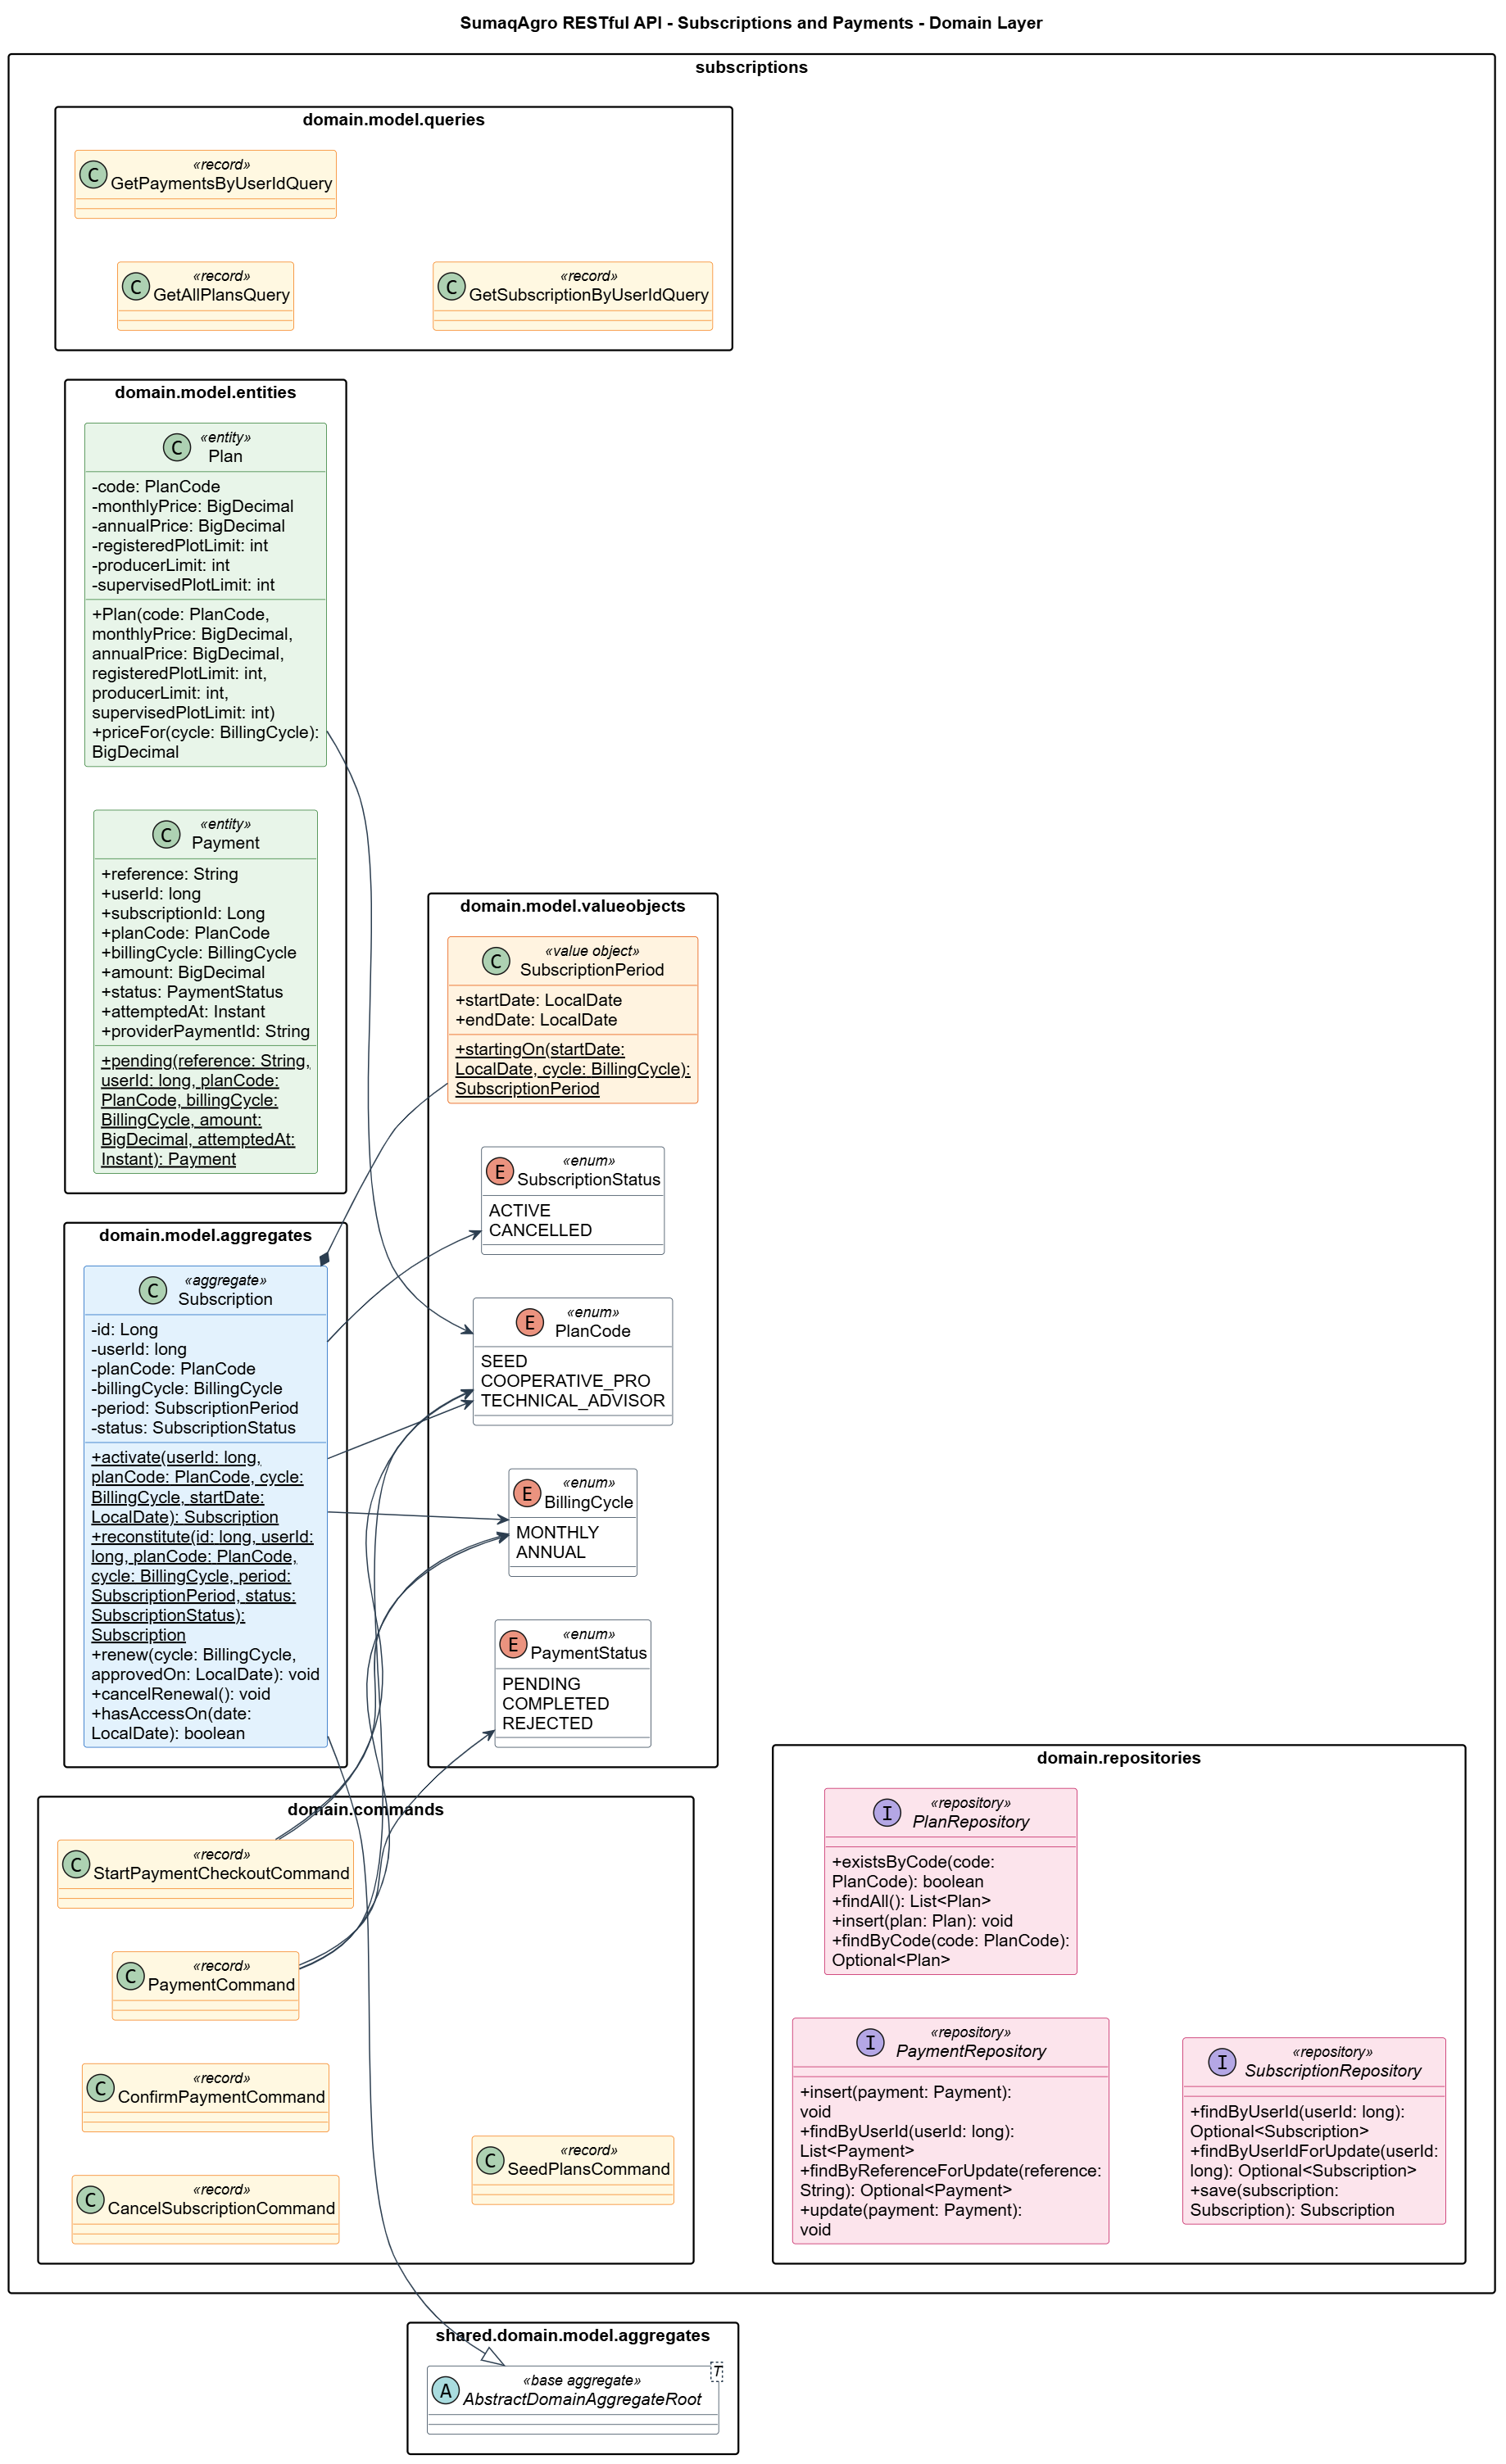 SumaqAgro RESTful API - Subscriptions and Payments - Domain Layer
subscriptions
domain.model.queries
«record»
C GetPaymentsByUserIdQuery
«record»
C GetAllPlansQuery
«record»
C GetSubscriptionByUserIdQuery
domain.model.entities
«entity»
C Plan
-code: PlanCode
-monthlyPrice: BigDecimal
-annualPrice: BigDecimal
-registeredPlotLimit: int
-producerLimit: int
-supervisedPlotLimit: int
+Plan(code: PlanCode,
monthlyPrice: BigDecimal,
annualPrice: BigDecimal,
registeredPlotLimit: int,
producerLimit: int,
supervisedPlotLimit: int)
+priceFor(cycle: BillingCycle):
BigDecimal
«entity»
C Payment
+reference: String
+userId: long
+subscriptionId: Long
+planCode: PlanCode
+billingCycle: BillingCycle
+amount: BigDecimal
+status: PaymentStatus
+attemptedAt: Instant
+providerPaymentId: String
+pending(reference: String,
userId: long, planCode:
PlanCode, billingCycle:
BillingCycle, amount:
BigDecimal, attemptedAt:
Instant): Payment
domain.model.valueobjects
«value object»
C SubscriptionPeriod
+startDate: LocalDate
+endDate: LocalDate
+startingOn(startDate:
LocalDate, cycle: BillingCycle):
SubscriptionPeriod
«enum»
E SubscriptionStatus
ACTIVE
CANCELLED
«enum»
E PlanCode
SEED
COOPERATIVE_PRO
TECHNICAL_ADVISOR
«enum»
E BillingCycle
MONTHLY
ANNUAL
«enum»
E PaymentStatus
PENDING
COMPLETED
REJECTED
domain.model.aggregates
«aggregate»
C Subscription
-id: Long
-userId: long
-planCode: PlanCode
-billingCycle: BillingCycle
-period: SubscriptionPeriod
-status: SubscriptionStatus
+activate(userId: long,
planCode: PlanCode, cycle:
BillingCycle, startDate:
LocalDate): Subscription
+reconstitute(id: long, userId:
long, planCode: PlanCode,
cycle: BillingCycle, period:
SubscriptionPeriod, status:
SubscriptionStatus):
Subscription
+renew(cycle: BillingCycle,
approvedOn: LocalDate): void
+cancelRenewal(): void
+hasAccessOn(date:
LocalDate): boolean
domain.commands
«record»
C StartPaymentCheckoutCommand
«record»
C PaymentCommand
«record»
C ConfirmPaymentCommand
«record»
C SeedPlansCommand
«record»
C CancelSubscriptionCommand
domain.repositories
«repository»
I PlanRepository
+existsByCode(code:
PlanCode): boolean
+findAll(): List<Plan>
+insert(plan: Plan): void
+findByCode(code: PlanCode):
Optional<Plan>
«repository»
I PaymentRepository
+insert(payment: Payment):
void
+findByUserId(userId: long):
List<Payment>
+findByReferenceForUpdate(reference:
String): Optional<Payment>
+update(payment: Payment):
void
«repository»
I SubscriptionRepository
+findByUserId(userId: long):
Optional<Subscription>
+findByUserIdForUpdate(userId:
long): Optional<Subscription>
+save(subscription:
Subscription): Subscription
shared.domain.model.aggregates
T
«base aggregate»
A AbstractDomainAggregateRoot